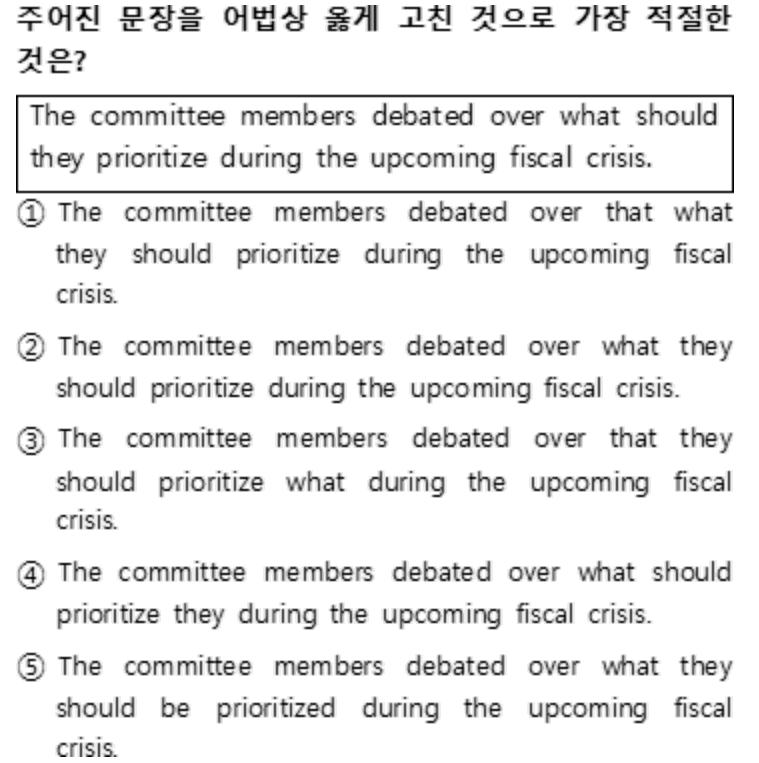 주어진 문장을 어법상 옳게 고친 것으로 가장 적절한
것은?
The committee members debated over what should
they prioritize during the upcoming fiscal crisis.
① The committee members debated over that what
they should prioritize during the upcoming fiscal
crisis.
② The committee members debated over what they
should prioritize during the upcoming fiscal crisis.
③ The committee members debated over that they
should prioritize what during the upcoming fiscal
crisis.
④ The committee members debated over what should
prioritize they during the upcoming fiscal crisis.
⑤ The committee members debated over what they
should be prioritized during the upcoming fiscal
crisis.